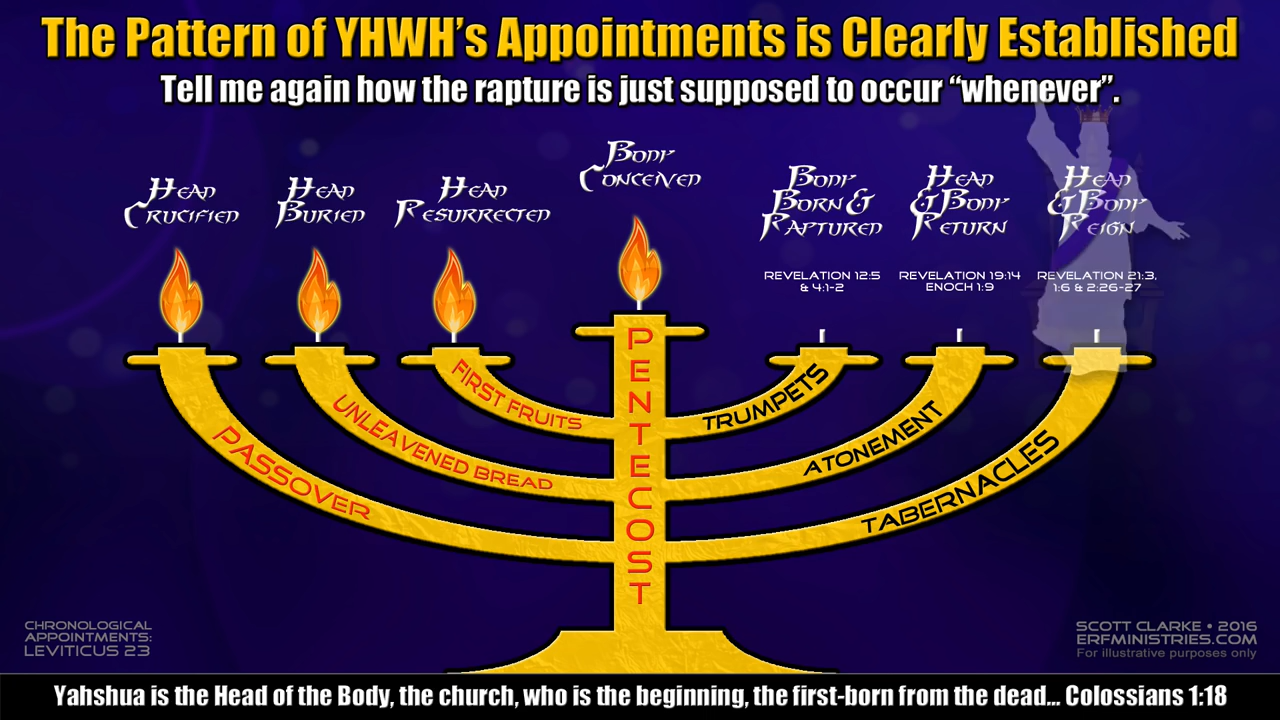 The Pattern of YHWH's Appointments is Clearly Established
Tell me again how the rapture is just supposed to occur “whenever”.
Head
Crucified
Head
Buried
Head
Resurrected
Body
Conceived
Body
Born &
Raptured
Head
& Body
Return
Head
& Body
Reign
REVELATION 12:5
& 4:1-2
REVELATION 19:14
ENOCH 1:9
REVELATION 21:3,
1:6 & 2:26-27
PASSOVER
UNLEAVENED BREAD
FIRST FRUITS
PENTECOST
TRUMPETS
ATONEMENT
TABERNACLES
CHRONOLOGICAL
APPOINTMENTS:
LEVITICUS 23
SCOTT CLARKE • 2016
ERFMINISTRIES.COM
For illustrative purposes only
Yahshua is the Head of the Body, the church, who is the beginning, the first-born from the dead... Colossians 1:18